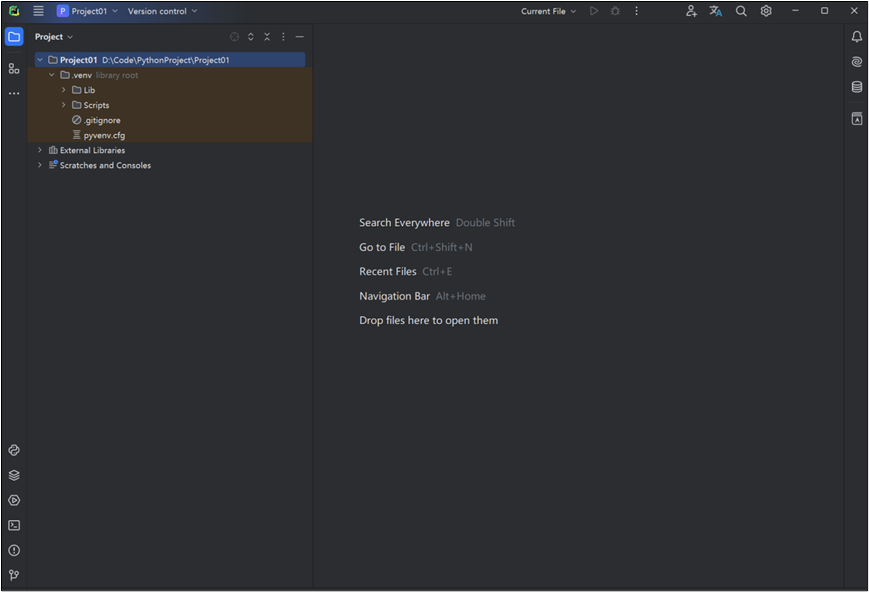 P Project01 Version control Current File
Project
Project01 D:\Code\PythonProject\Project01
.venv library root
Lib
Scripts
.gitignore
pyvenv.cfg
External Libraries
Scratches and Consoles
Search Everywhere Double Shift
Go to File Ctrl+Shift+N
Recent Files Ctrl+E
Navigation Bar Alt+Home
Drop files here to open them